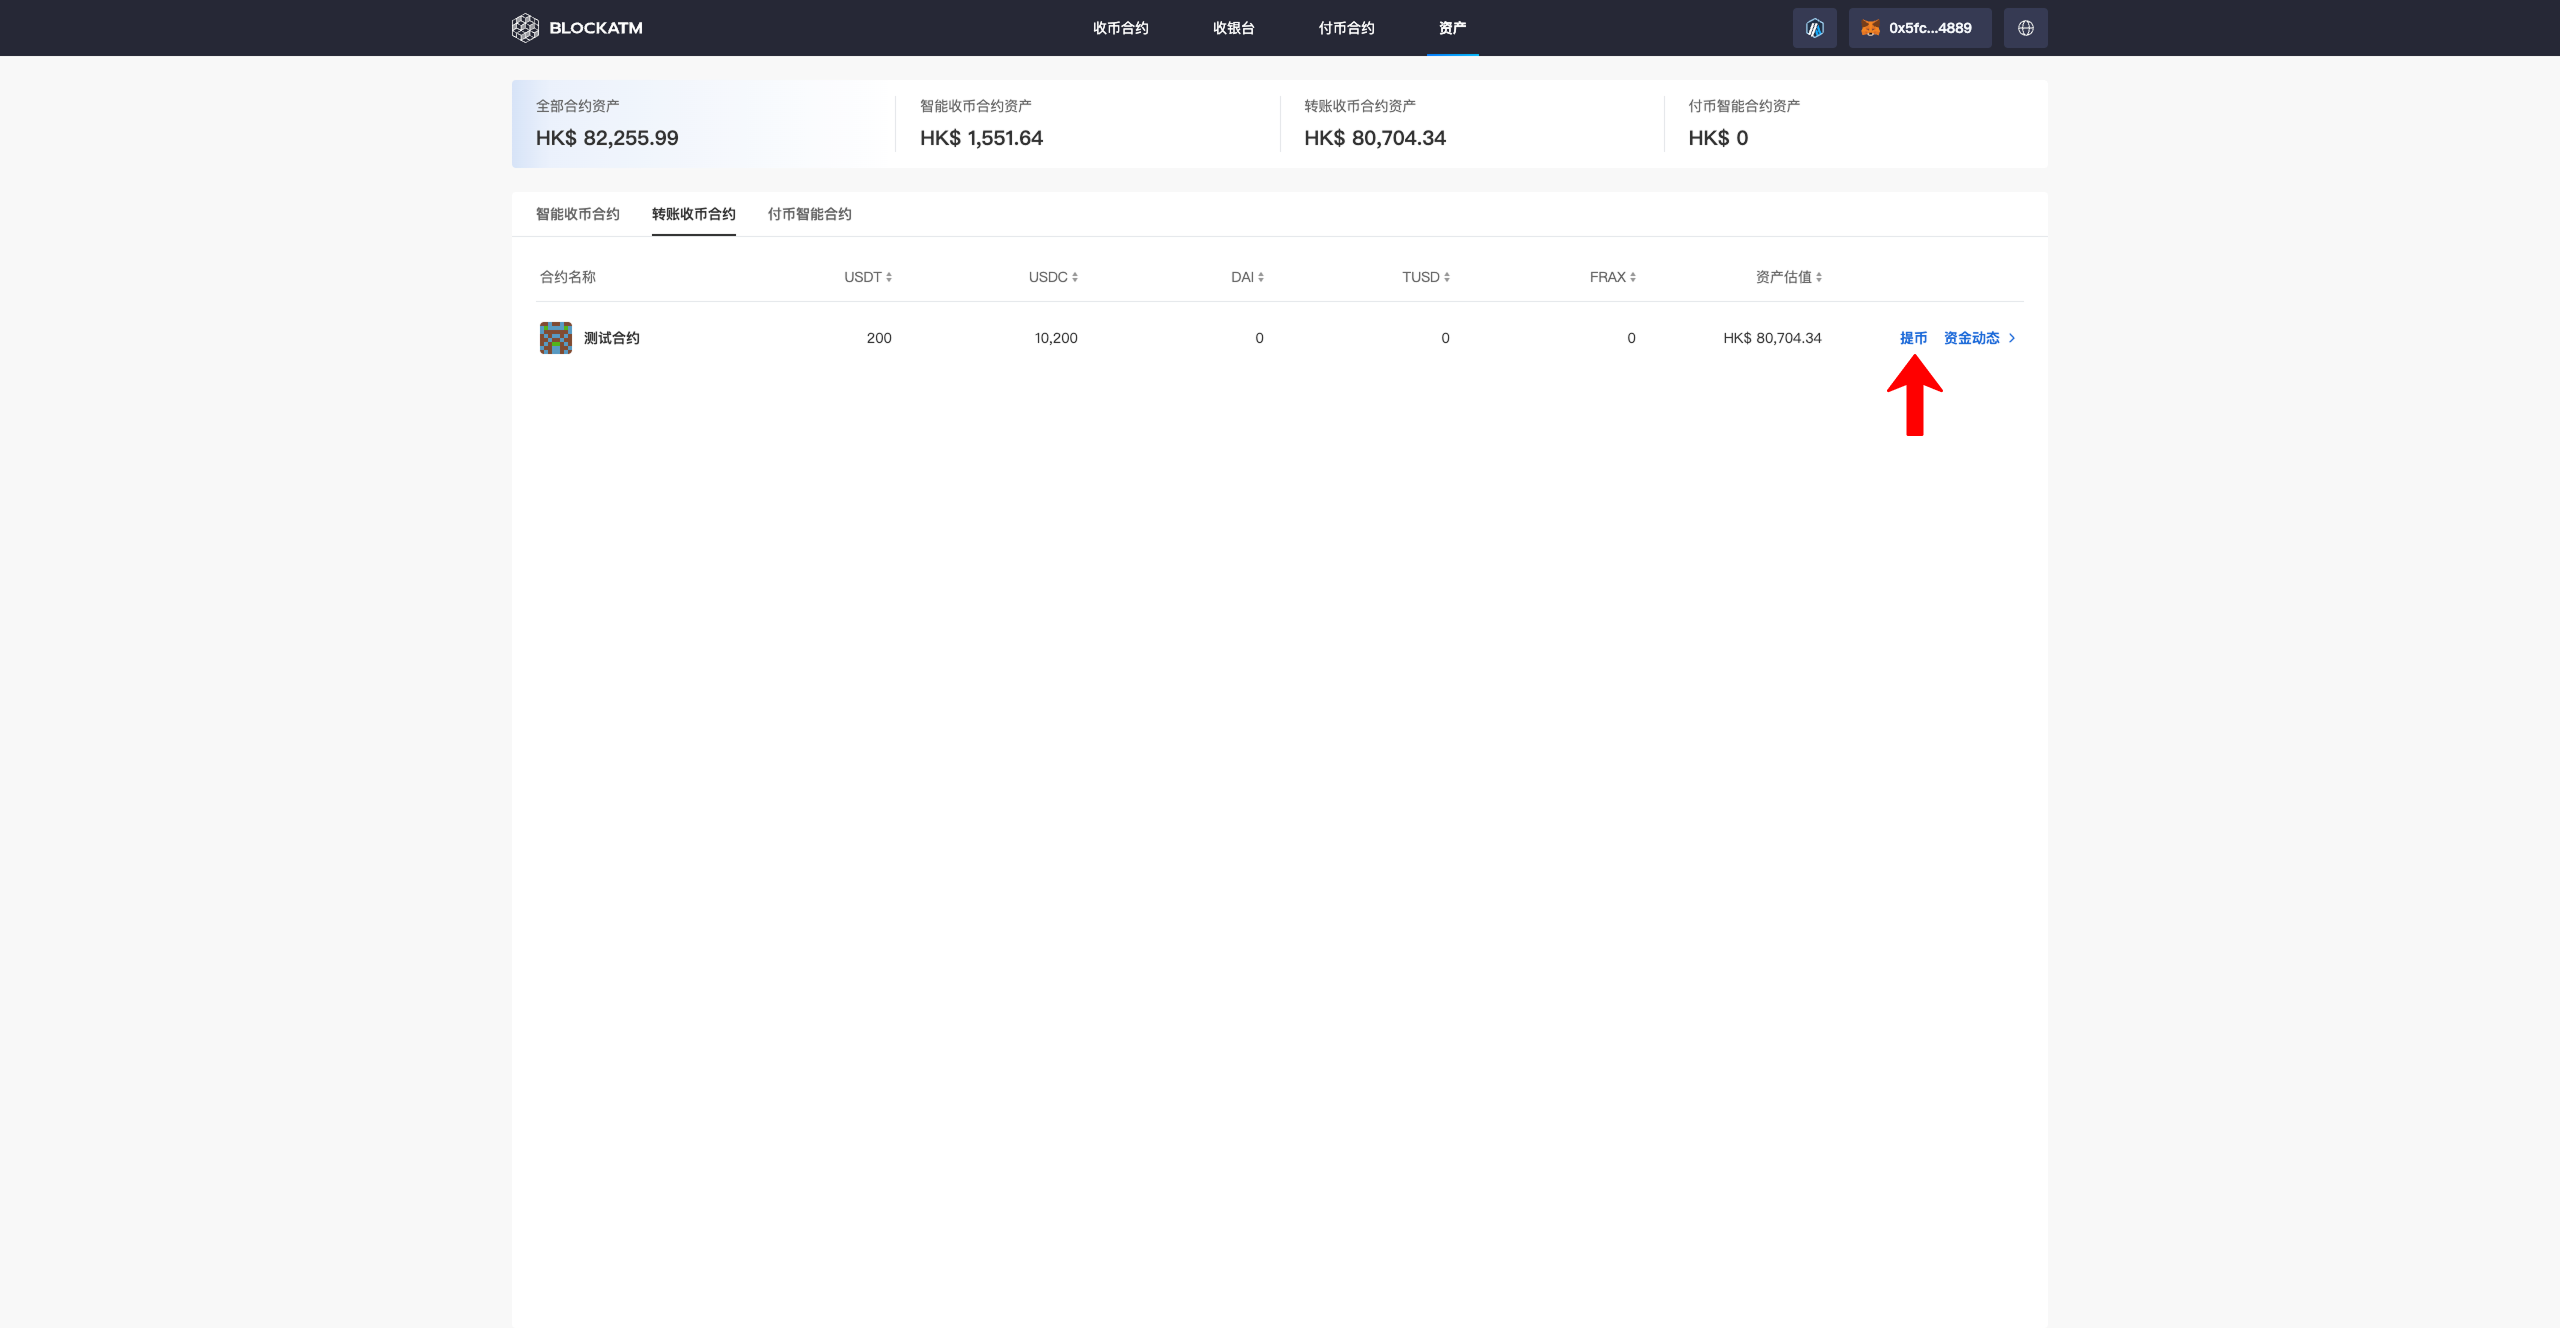 BLOCKATM 收币合约 收银台 付币合约 资产 0x5fc...4889
全部合约资产 智能收币合约资产 转账收币合约资产 付币智能合约资产
HK$ 82,255.99 HK$ 1,551.64 HK$ 80,704.34 HK$ 0
智能收币合约 转账收币合约 付币智能合约
合约名称 USDT USDC DAI TUSD FRAX 资产估值
测试合约 200 10,200 0 0 0 HK$ 80,704.34 提币 资金动态